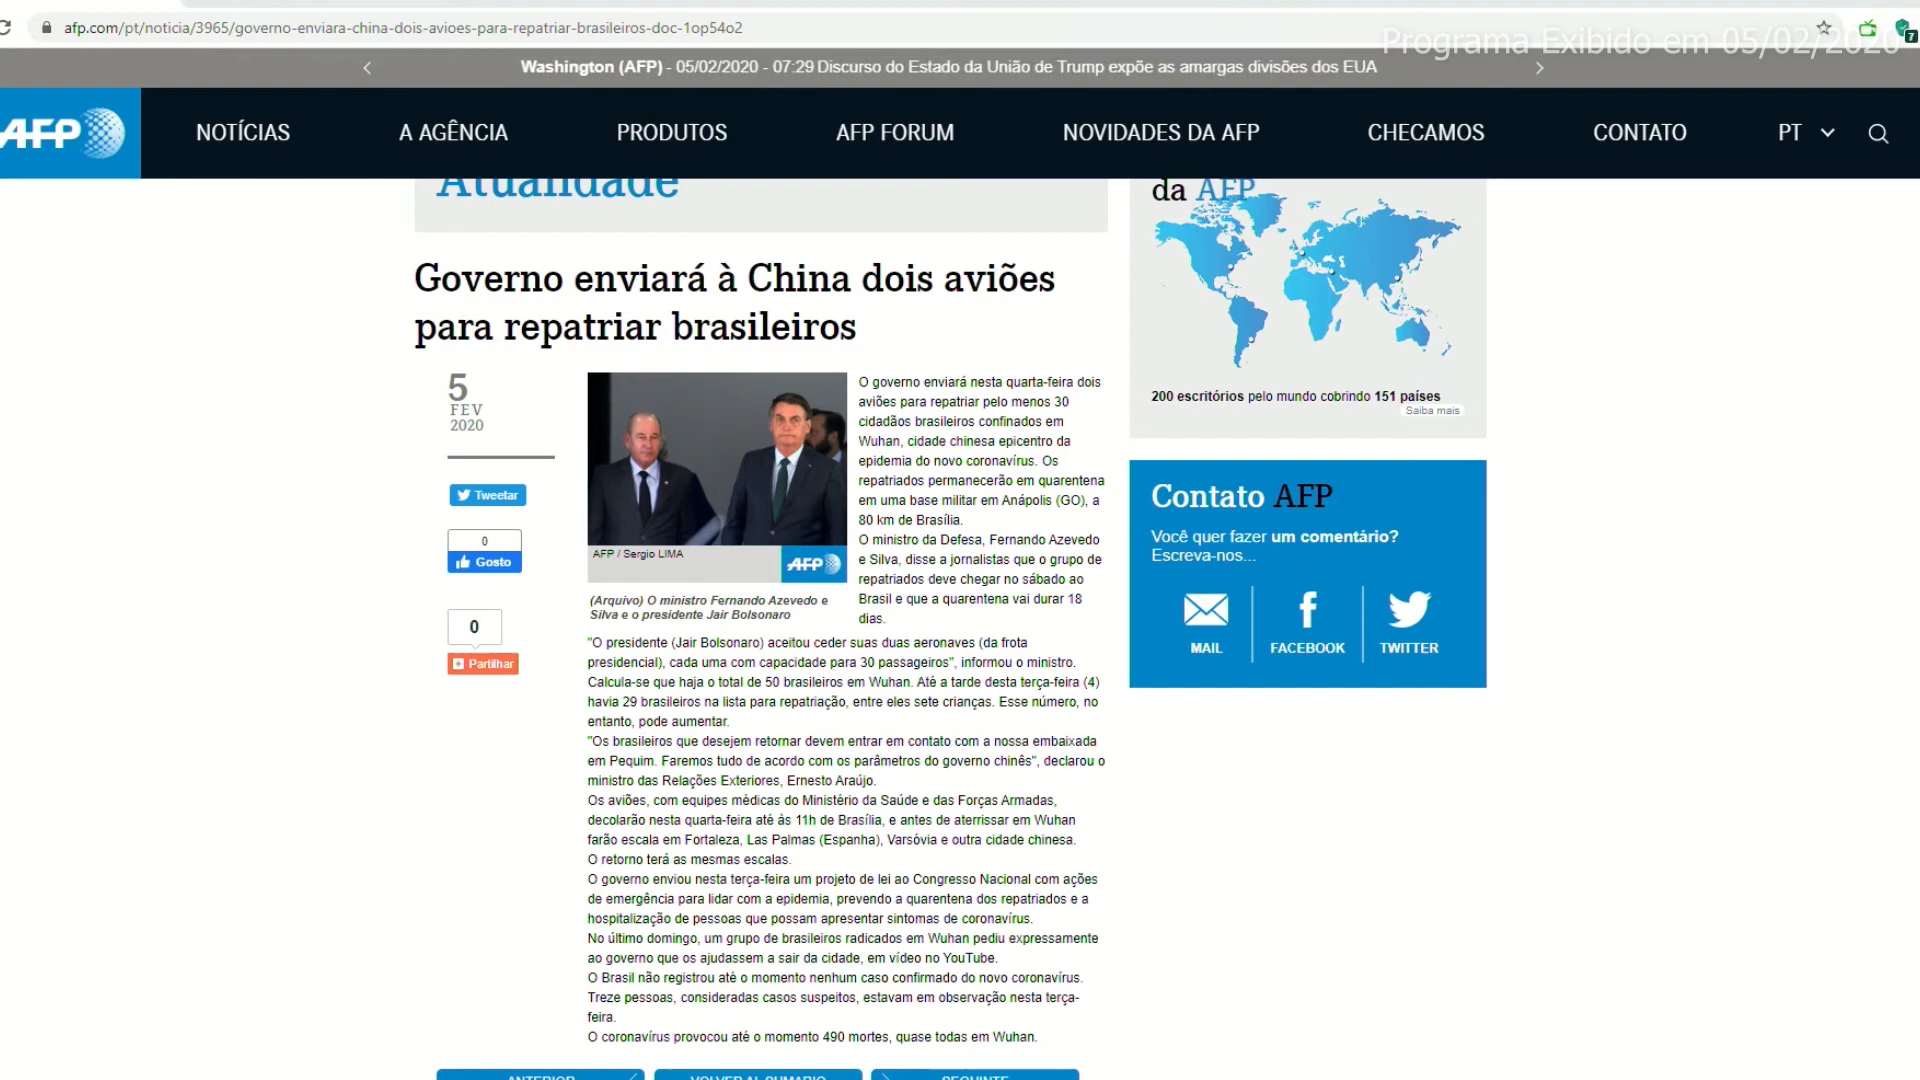 afp.com/pt/noticia/3965/governo-enviara-china-dois-avioes-para-repatriar-brasileiros-doc-1op54o2
Programa Exibido em 05/02/2020
7
Washington (AFP) - 05/02/2020 - 07:29 Discurso do Estado da União de Trump expõe as amargas divisões dos EUA
AFP
NOTÍCIAS
A AGÊNCIA
PRODUTOS
AFP FORUM
NOVIDADES DA AFP
CHECAMOS
CONTATO
PT
Atualidade
Governo enviará à China dois aviões
para repatriar brasileiros
5
FEV
2020
Tweetar
0
Gosto
0
Partilhar
AFP / Sergio LIMA
AFP
(Arquivo) O ministro Fernando Azevedo e
Silva e o presidente Jair Bolsonaro
O governo enviará nesta quarta-feira dois
aviões para repatriar pelo menos 30
cidadãos brasileiros confinados em
Wuhan, cidade chinesa epicentro da
epidemia do novo coronavírus. Os
repatriados permanecerão em quarentena
em uma base militar em Anápolis (GO), a
80 km de Brasília.
O ministro da Defesa, Fernando Azevedo
e Silva, disse a jornalistas que o grupo de
repatriados deve chegar no sábado ao
Brasil e que a quarentena vai durar 18
dias.
"O presidente (Jair Bolsonaro) aceitou ceder suas duas aeronaves (da frota
presidencial), cada uma com capacidade para 30 passageiros", informou o ministro.
Calcula-se que haja o total de 50 brasileiros em Wuhan. Até a tarde desta terça-feira (4)
havia 29 brasileiros na lista para repatriação, entre eles sete crianças. Esse número, no
entanto, pode aumentar.
"Os brasileiros que desejem retornar devem entrar em contato com a nossa embaixada
em Pequim. Faremos tudo de acordo com os parâmetros do governo chinês", declarou o
ministro das Relações Exteriores, Ernesto Araújo.
Os aviões, com equipes médicas do Ministério da Saúde e das Forças Armadas,
decolarão nesta quarta-feira até às 11h de Brasília, e antes de aterrissar em Wuhan
farão escala em Fortaleza, Las Palmas (Espanha), Varsóvia e outra cidade chinesa.
O retorno terá as mesmas escalas.
O governo enviou nesta terça-feira um projeto de lei ao Congresso Nacional com ações
de emergência para lidar com a epidemia, prevendo a quarentena dos repatriados e a
hospitalização de pessoas que possam apresentar sintomas de coronavírus.
No último domingo, um grupo de brasileiros radicados em Wuhan pediu expressamente
ao governo que os ajudassem a sair da cidade, em vídeo no YouTube.
O Brasil não registrou até o momento nenhum caso confirmado do novo coronavírus.
Treze pessoas, consideradas casos suspeitos, estavam em observação nesta terça-
feira.
O coronavírus provocou até o momento 490 mortes, quase todas em Wuhan.
ANTERIOR
VOLVER AL SUMARIO
SEGUINTE
da AFP
200 escritórios pelo mundo cobrindo 151 países
Saiba mais
Contato AFP
Você quer fazer um comentário?
Escreva-nos...
MAIL
FACEBOOK
TWITTER